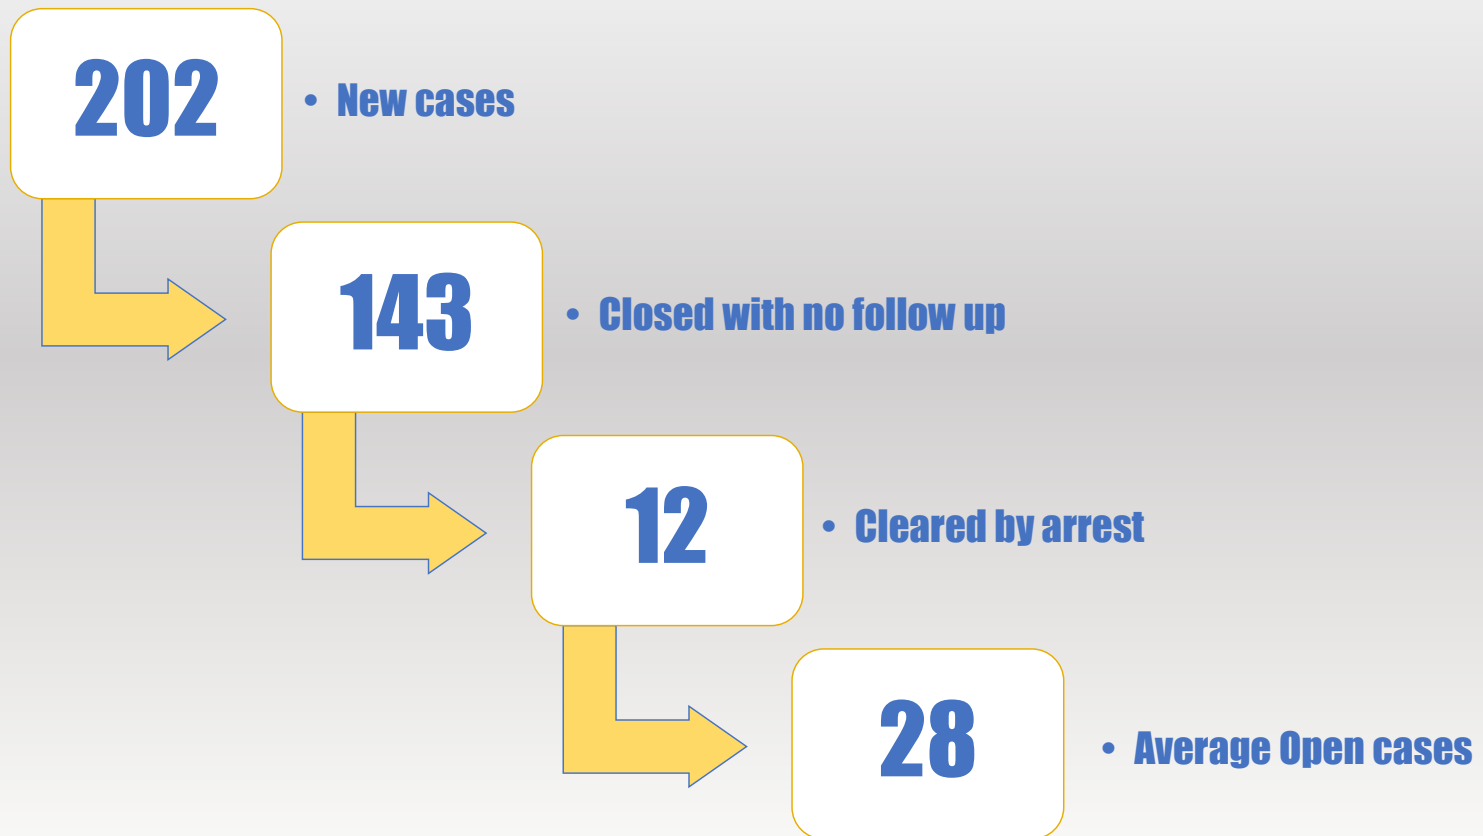 202
• New cases
143
• Closed with no follow up
12
• Cleared by arrest
28
• Average Open cases